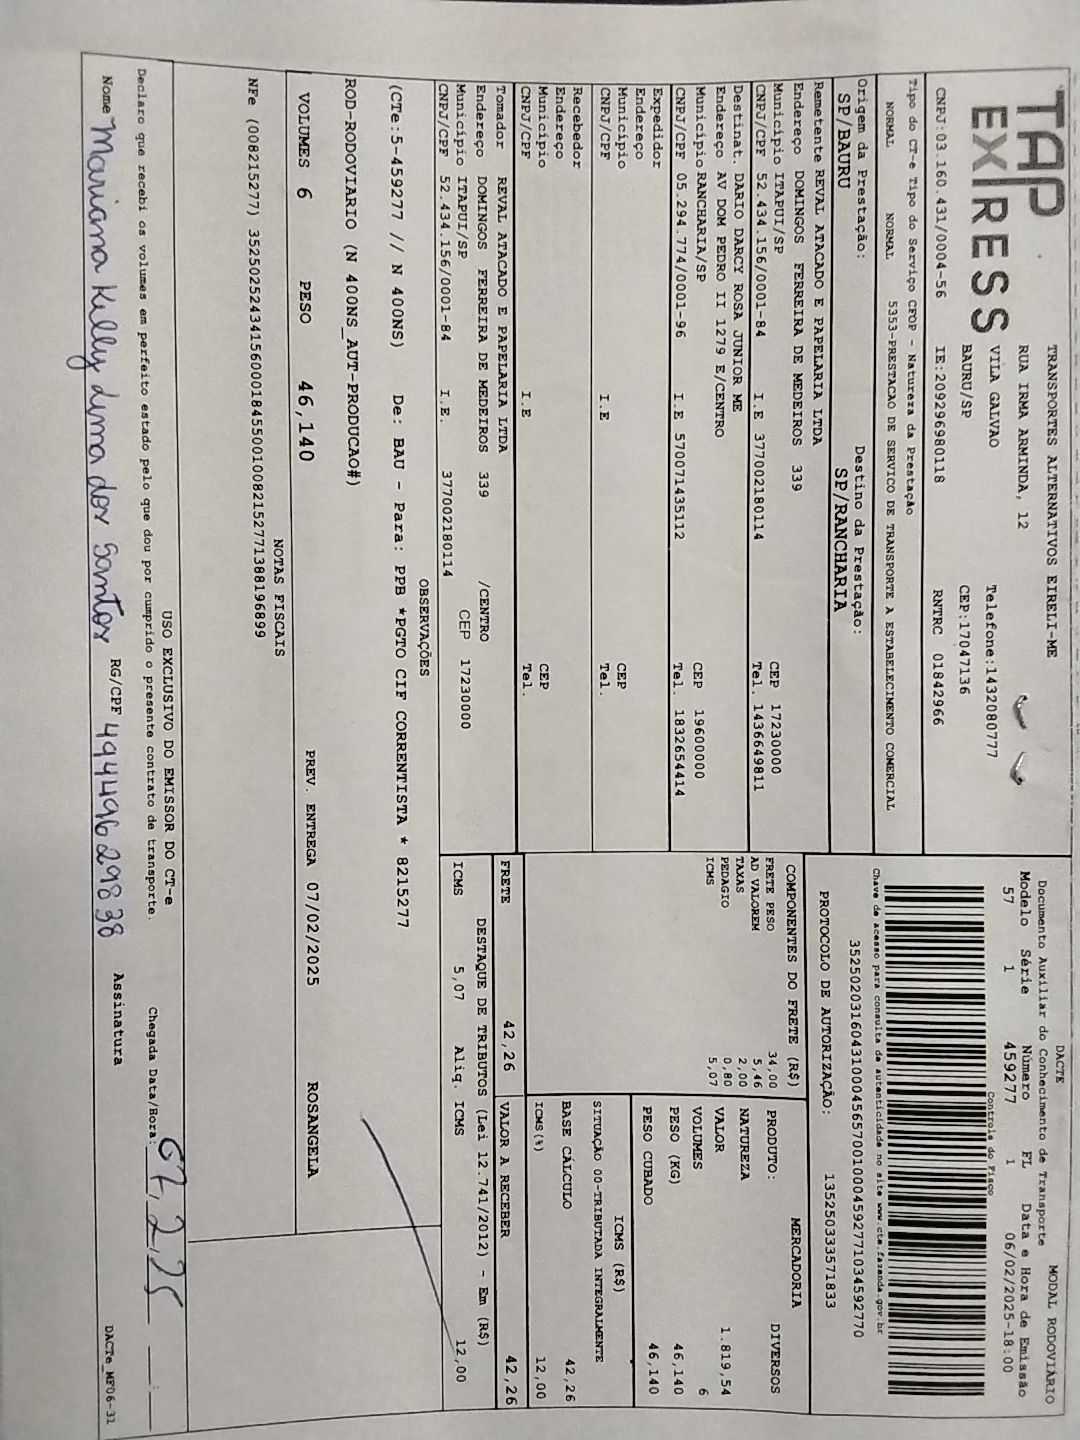 TAP
EXPRESS
TRANSPORTES ALTERNATIVOS EIRELI-ME
RUA IRMA ARMINDA, 12
VILA GALVAO
BAURU/SP
Telefone:1432080777
CEP:17047136
CNPJ:03.160.431/0004-56 IE:209296980118 RNTRC 01842966
Tipo do CT-e Tipo do Serviço CFOP - Natureza da Prestação
NORMAL NORMAL 5353-PRESTACAO DE SERVICO DE TRANSPORTE A ESTABELECIMENTO COMERCIAL
Origem da Prestação: Destino da Prestação:
SP/BAURU SP/RANCHARIA
DACTE MODAL RODOVIÁRIO
Documento Auxiliar do Conhecimento de Transporte
Modelo Série Número FL Data e Hora de Emissão
57 1 459277 1 06/02/2025-18:00
Controle do Fisco
Chave de acesso para consulta de autenticidade no site www.cte.fazenda.gov.br
PROTOCOLO DE AUTORIZAÇÃO: 135250333571833
Remetente REVAL ATACADO E PAPELARIA LTDA
Endereço DOMINGOS FERREIRA DE MEDEIROS 339
Município ITAPUI/SP CEP 17230000
CNPJ/CPF 52.434.156/0001-84 I.E 377002180114 Tel. 1436649811
Destinat. DARIO DARCY ROSA JUNIOR ME
Endereço AV DOM PEDRO II 1279 E/CENTRO
Município RANCHARIA/SP CEP 19600000
CNPJ/CPF 05.294.774/0001-96 I.E 570071435112 Tel. 1832654414
Expedidor
Endereço
Município CEP
CNPJ/CPF I.E Tel.
Recebedor
Endereço
Município CEP
CNPJ/CPF I.E Tel.
Tomador REVAL ATACADO E PAPELARIA LTDA
Endereço DOMINGOS FERREIRA DE MEDEIROS 339 /CENTRO
Município ITAPUI/SP CEP 17230000
CNPJ/CPF 52.434.156/0001-84 I.E. 377002180114
COMPONENTES DO FRETE (R$)
FRETE PESO 34,00
AD VALOREM 5,46
TAXAS 2,00
PEDAGIO 0,80
ICMS 5,07
MERCADORIA
PRODUTO: DIVERSOS
NATUREZA
VALOR 1.819,54
VOLUMES 6
PESO (KG) 46,140
PESO CUBADO 46,140
ICMS (R$)
SITUAÇÃO 00-TRIBUTADA INTEGRALMENTE
BASE CÁLCULO 42,26
ICMS(%) 12,00
FRETE 42,26 VALOR A RECEBER 42,26
DESTAQUE DE TRIBUTOS (Lei 12.741/2012) - Em (R$)
ICMS 5,07 Aliq. ICMS 12,00
OBSERVAÇÕES
(CTe:5-459277 // N 400NS) De: BAU - Para: PPB *PGTO CIF CORRENTISTA * 8215277
ROD-RODOVIARIO (N 400NS_AUT-PRODUCAO#)
VOLUMES 6 PESO 46,140 PREV. ENTREGA 07/02/2025 ROSANGELA
NOTAS FISCAIS
USO EXCLUSIVO DO EMISSOR DO CT-e
Declaro que recebi os volumes em perfeito estado pelo que dou por cumprido o presente contrato de transporte. Chegada Data/Hora:
Nome Mariana Kelly Lima dos Santos RG/CPF 49449629838 Assinatura
DACTe_MF06-31